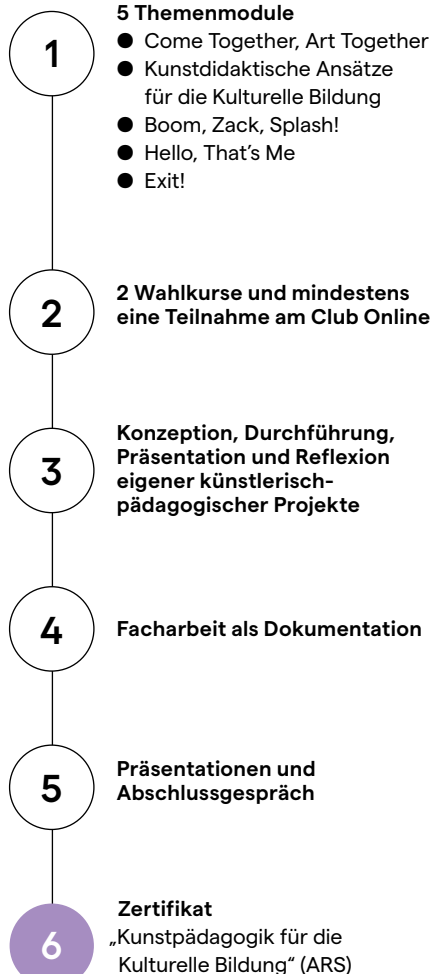 1
5 Themenmodule
● Come Together, Art Together
● Kunstdidaktische Ansätze
für die Kulturelle Bildung
● Boom, Zack, Splash!
● Hello, That’s Me
● Exit!
2
2 Wahlkurse und mindestens
eine Teilnahme am Club Online
3
Konzeption, Durchführung,
Präsentation und Reflexion
eigener künstlerisch-
pädagogischer Projekte
4
Facharbeit als Dokumentation
5
Präsentationen und
Abschlussgespräch
6
Zertifikat
„Kunstpädagogik für die
Kulturelle Bildung“ (ARS)